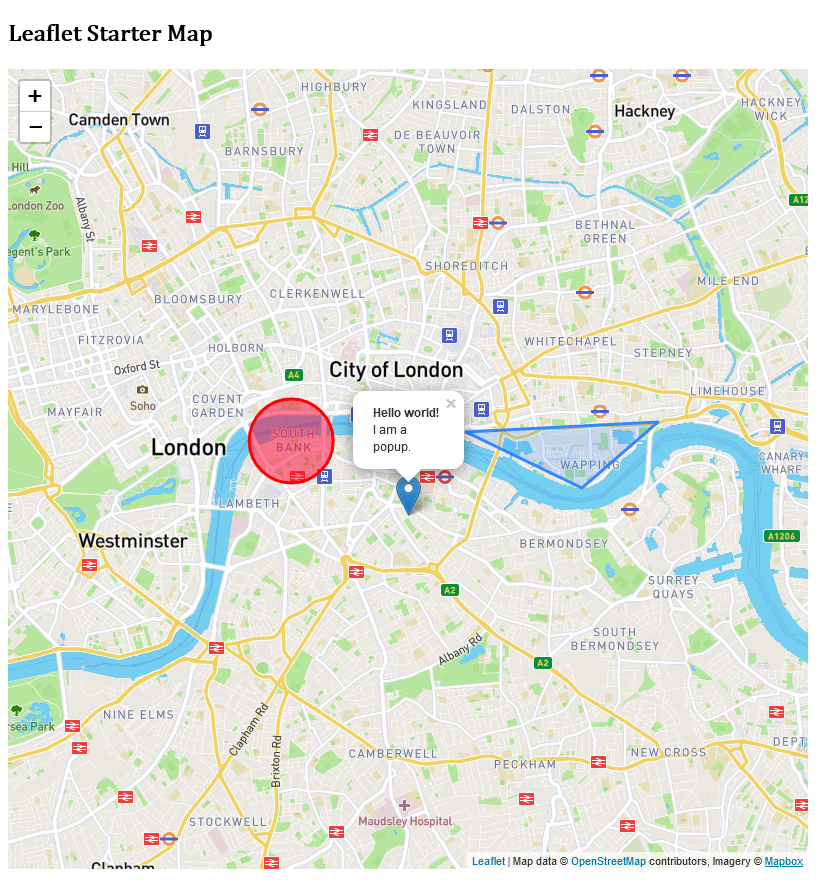 Leaflet Starter Map
+
−
HIGHBURY
KINGSLAND
DALSTON
Hackney
HACKNEY
WICK
Camden Town
DE BEAUVOIR
TOWN
BARNSBURY
Hill
London Zoo
Albany St
A12
egent's Park
BETHNAL
GREEN
SHOREDITCH
MILE END
BLOOMSBURY
CLERKENWELL
MARYLEBONE
FITZROVIA
HOLBORN
WHITECHAPEL
STEPNEY
Oxford St
A4
City of London
Soho
COVENT
GARDEN
LIMEHOUSE
MAYFAIR
×
Hello world!
I am a
popup.
SOUTH
BANK
London
WAPPING
CANARY
WHARF
LAMBETH
Westminster
BERMONDSEY
A1206
A2
SURREY
QUAYS
SOUTH
BERMONDSEY
Albany Rd
A2
NINE ELMS
rsea Park
Clapham Rd
Brixton Rd
CAMBERWELL
PECKHAM
NEW CROSS
DEPT
STOCKWELL
Maudsley Hospital
Clapham
Leaflet | Map data © OpenStreetMap contributors, Imagery © Mapbox